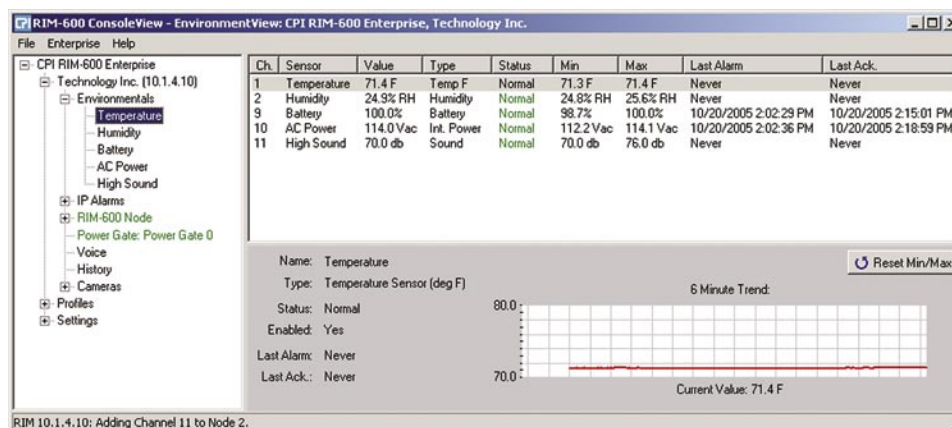 CPI RIM-600 ConsoleView - EnvironmentView: CPI RIM-600 Enterprise, Technology Inc.
File Enterprise Help
CPI RIM-600 Enterprise
Technology Inc. (10.1.4.10)
Environmentals
Temperature
Humidity
Battery
AC Power
High Sound
IP Alarms
RIM-600 Node
Power Gate: Power Gate 0
Voice
History
Cameras
Profiles
Settings
Ch. Sensor Value Type Status Min Max Last Alarm Last Ack.
1 Temperature 71.4 F Temp F Normal 71.3 F 71.4 F Never Never
2 Humidity 24.9% RH Humidity Normal 24.8% RH 25.6% RH Never Never
9 Battery 100.0% Battery Normal 98.7% 100.0% 10/20/2005 2:02:29 PM 10/20/2005 2:15:01 PM
10 AC Power 114.0 Vac Int. Power Normal 112.2 Vac 114.1 Vac 10/20/2005 2:02:36 PM 10/20/2005 2:18:59 PM
11 High Sound 70.0 db Sound Normal 70.0 db 76.0 db Never Never
Name: Temperature
Type: Temperature Sensor (deg F)
Status: Normal
Enabled: Yes
Last Alarm: Never
Last Ack.: Never
Reset Min/Max
6 Minute Trend:
80.0
70.0
Current Value: 71.4 F
RIM 10.1.4.10: Adding Channel 11 to Node 2.